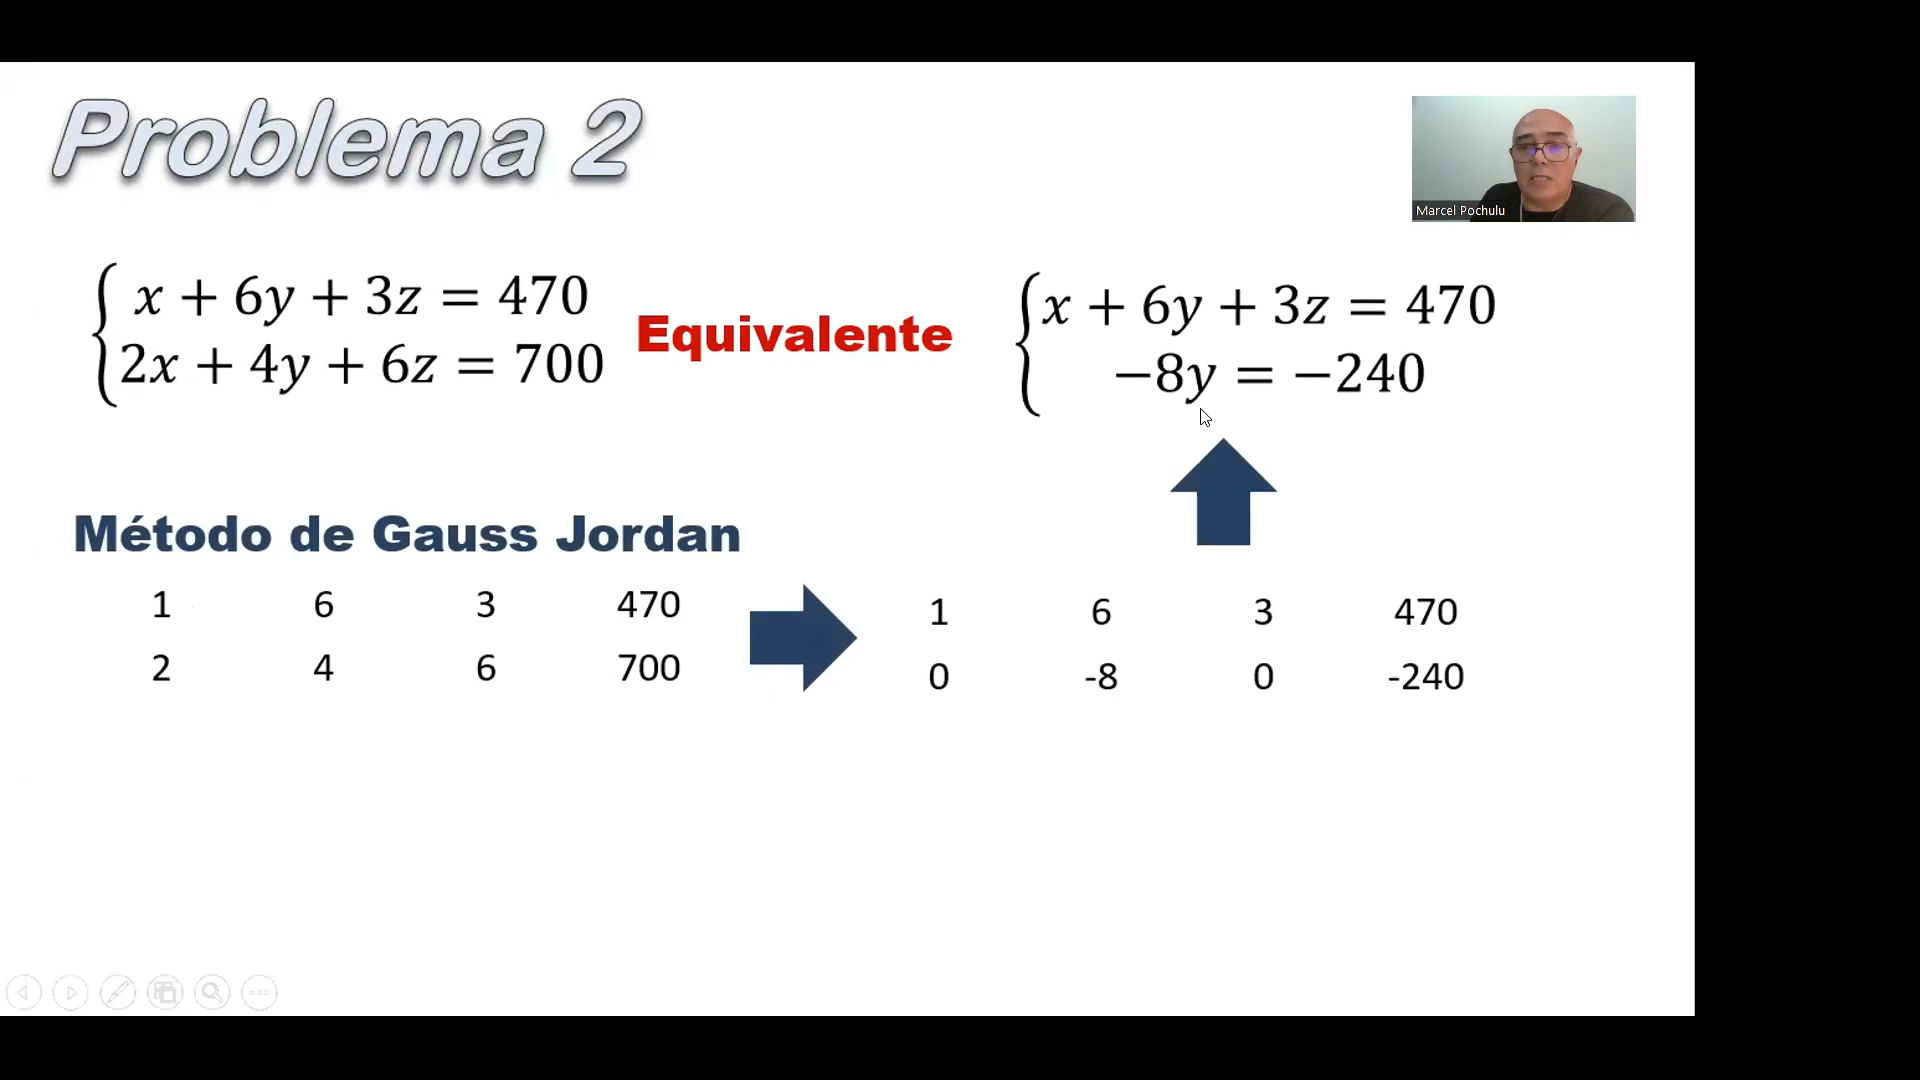 Problema 2
Marcel Pochulu
x + 6y + 3z = 470
2x + 4y + 6z = 700
Equivalente
x + 6y + 3z = 470
−8y = −240
Método de Gauss Jordan
1 6 3 470
2 4 6 700
1 6 3 470
0 -8 0 -240